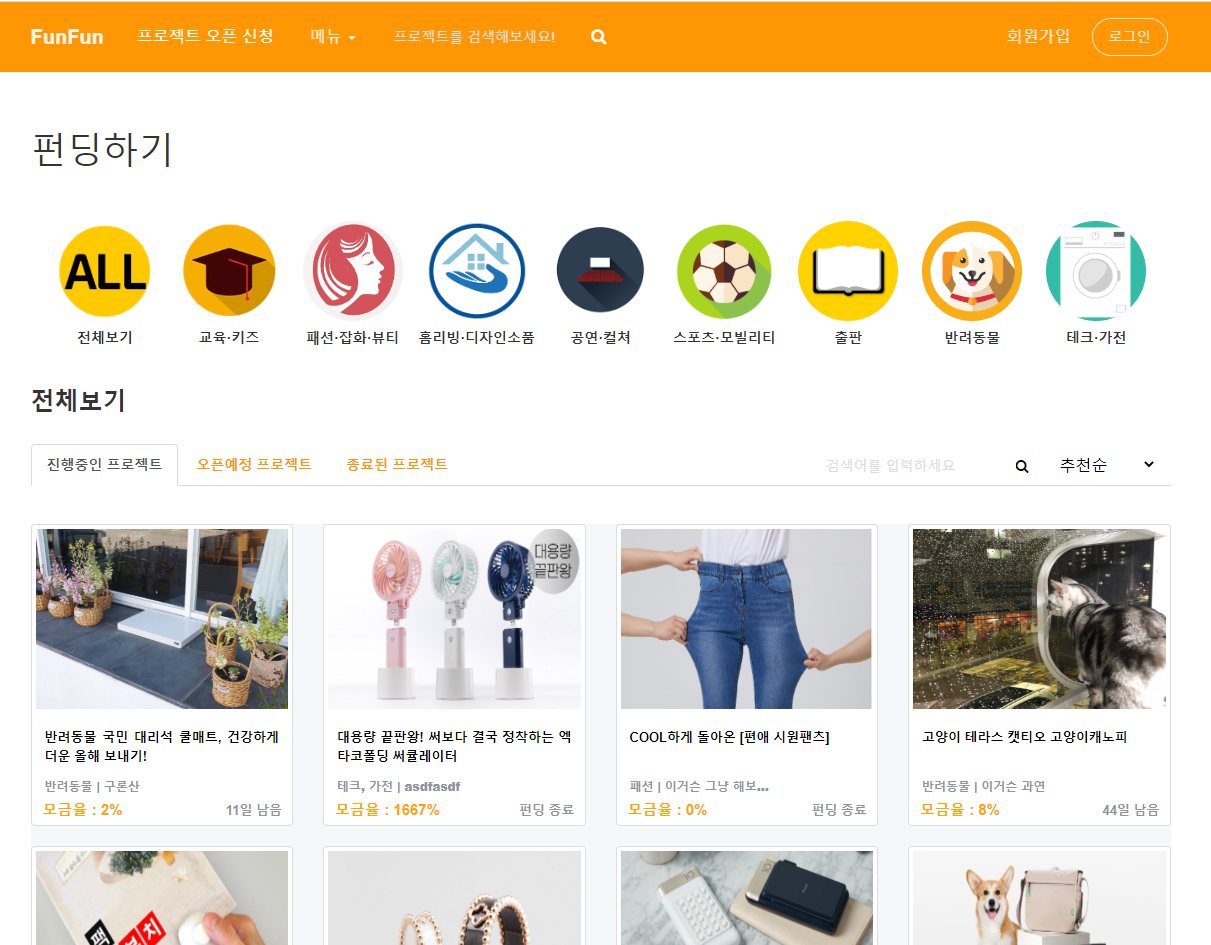 FunFun 프로젝트 오픈 신청 메뉴 프로젝트를 검색해보세요! 회원가입 로그인
펀딩하기
ALL
전체보기 교육·키즈 패션·잡화·뷰티 홈리빙·디자인소품 공연·컬쳐 스포츠·모빌리티 출판 반려동물 테크·가전
전체보기
진행중인 프로젝트 오픈예정 프로젝트 종료된 프로젝트 검색어를 입력하세요 추천순
대용량
끝판왕
반려동물 국민 대리석 쿨매트, 건강하게
더운 올해 보내기!
반려동물 | 구론산
모금율 : 2% 11일 남음
대용량 끝판왕! 써보다 결국 정착하는 엑
타코폴딩 써큘레이터
테크, 가전 | asdfasdf
모금율 : 1667% 펀딩 종료
COOL하게 돌아온 [편애 시원팬츠]
패션 | 이거슨 그냥 해보...
모금율 : 0% 펀딩 종료
고양이 테라스 캣티오 고양이캐노피
반려동물 | 이거슨 과연
모금율 : 8% 44일 남음